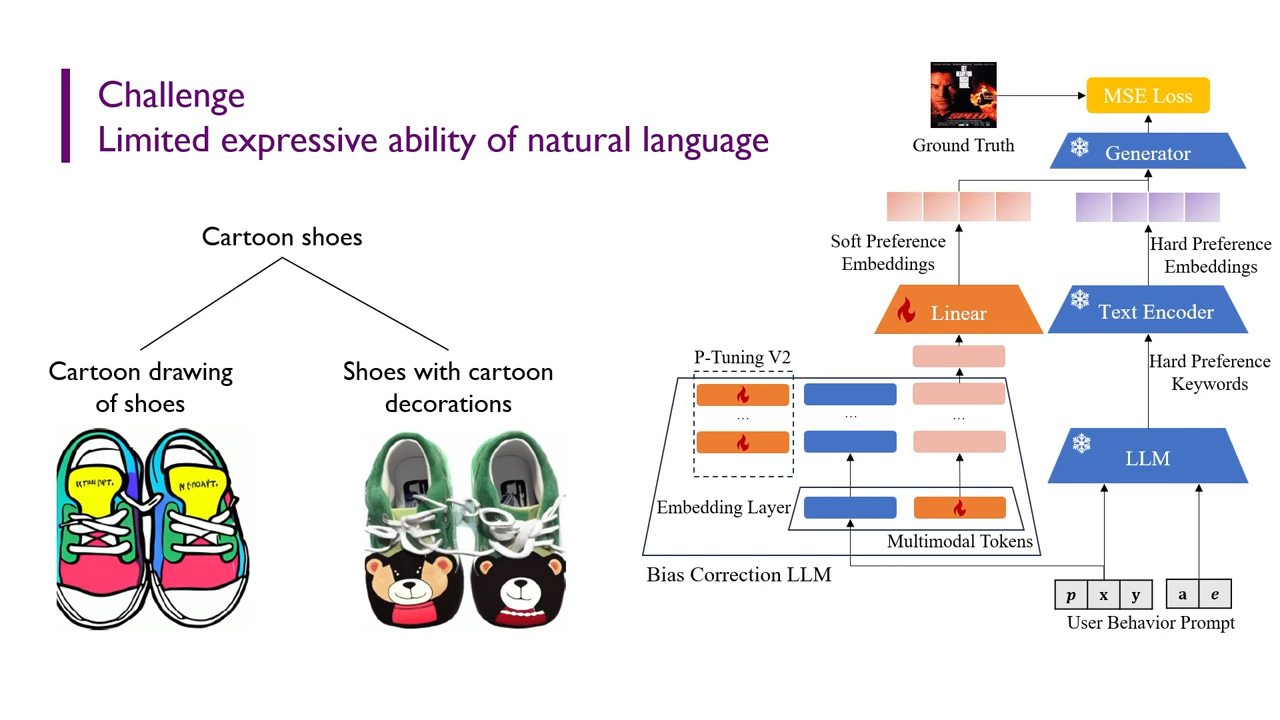 Challenge
Limited expressive ability of natural language
Cartoon shoes
Cartoon drawing
of shoes
Shoes with cartoon
decorations
SPEED
Ground Truth
MSE Loss
Generator
Soft Preference
Embeddings
Hard Preference
Embeddings
Linear
Text Encoder
P-Tuning V2
Hard Preference
Keywords
...
...
...
LLM
Embedding Layer
Multimodal Tokens
Bias Correction LLM
p x y a e
User Behavior Prompt